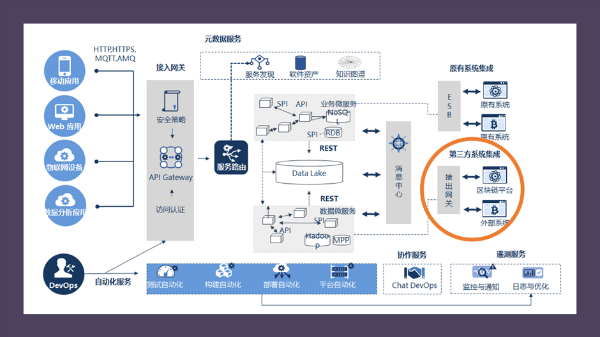 元数据服务
HTTP,HTTPS,
MQTT,AMQ
接入网关
服务发现
软件资产
知识图谱
原有系统集成
移动应用
Web 应用
物联网设备
数据分析应用
安全策略
API Gateway
访问认证
服务路由
SPI
API
业务微服务
NoSQ
L
SPI
RDB
REST
Data Lake
REST
数据微服务
SPI
API
Hadoo
P
MPP
消息中心
ESB
原有系统
原有系统
第三方系统集成
接出网关
区块链平台
外部系统
DevOps
自动化服务
测试自动化
构建自动化
部署自动化
平台自动化
协作服务
Chat DevOps
遥测服务
监控与通知
日志与优化